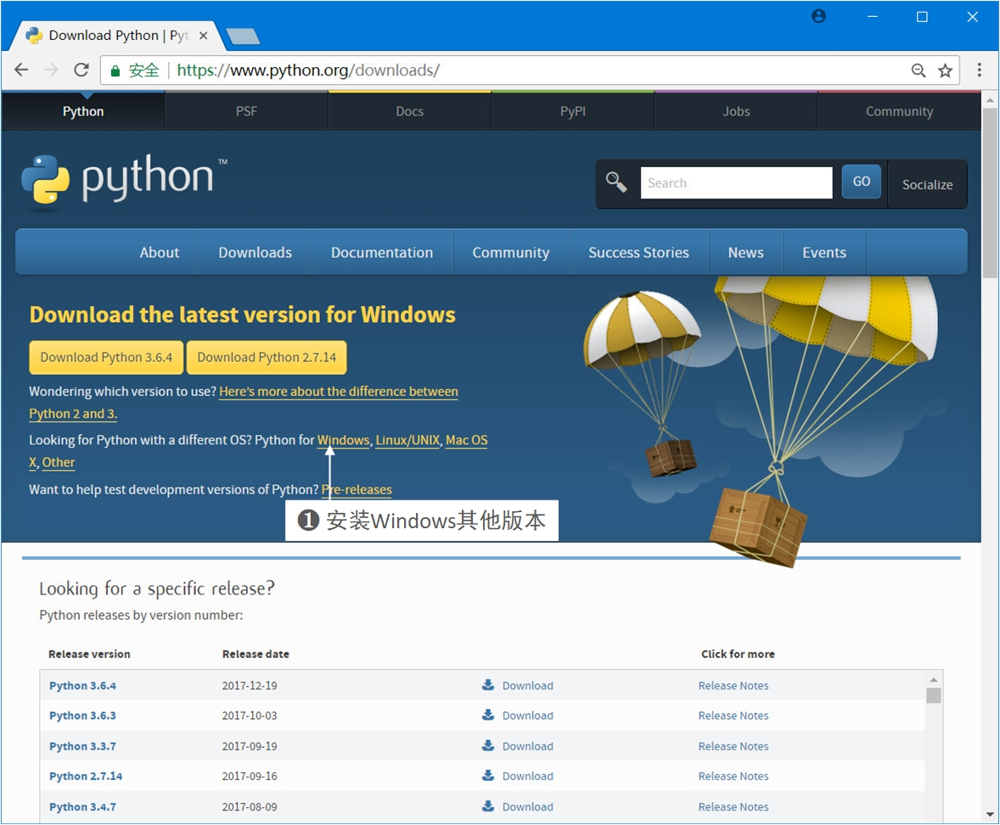 Download Python | Pyt
安全 https://www.python.org/downloads/
Python PSF Docs PyPI Jobs Community
python™
Search GO Socialize
About Downloads Documentation Community Success Stories News Events
Download the latest version for Windows
Download Python 3.6.4 Download Python 2.7.14
Wondering which version to use? Here's more about the difference between
Python 2 and 3.
Looking for Python with a different OS? Python for Windows, Linux/UNIX, Mac OS
X, Other
Want to help test development versions of Python? Pre-releases
❶ 安装Windows其他版本
Looking for a specific release?
Python releases by version number:
Release version Release date Click for more
Python 3.6.4 2017-12-19 Download Release Notes
Python 3.6.3 2017-10-03 Download Release Notes
Python 3.3.7 2017-09-19 Download Release Notes
Python 2.7.14 2017-09-16 Download Release Notes
Python 3.4.7 2017-08-09 Download Release Notes